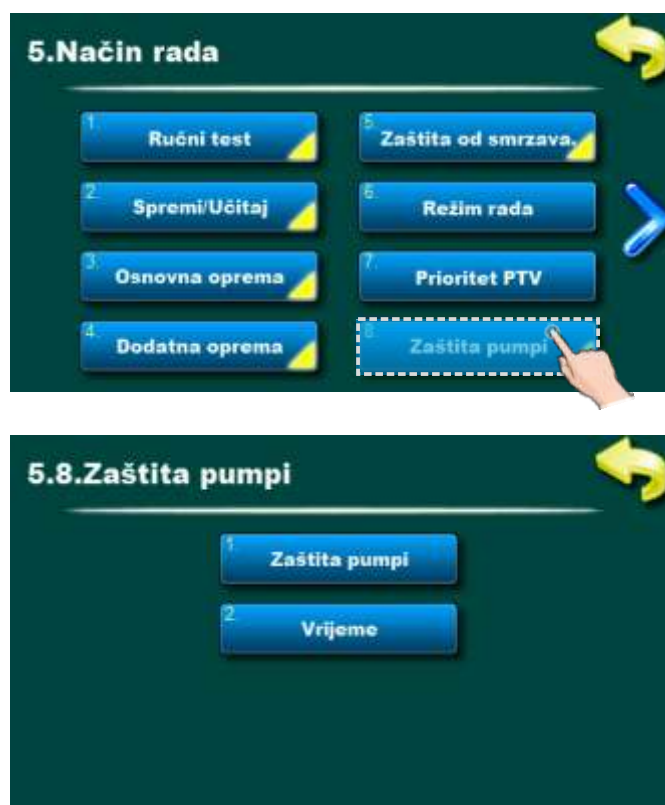 5.Način rada
1. Ručni test
5. Zaštita od smrzava.
2. Spremi/Učitaj
6. Režim rada
3. Osnovna oprema
7. Prioritet PTV
4. Dodatna oprema
8. Zaštita pumpi
5.8.Zaštita pumpi
1. Zaštita pumpi
2. Vrijeme